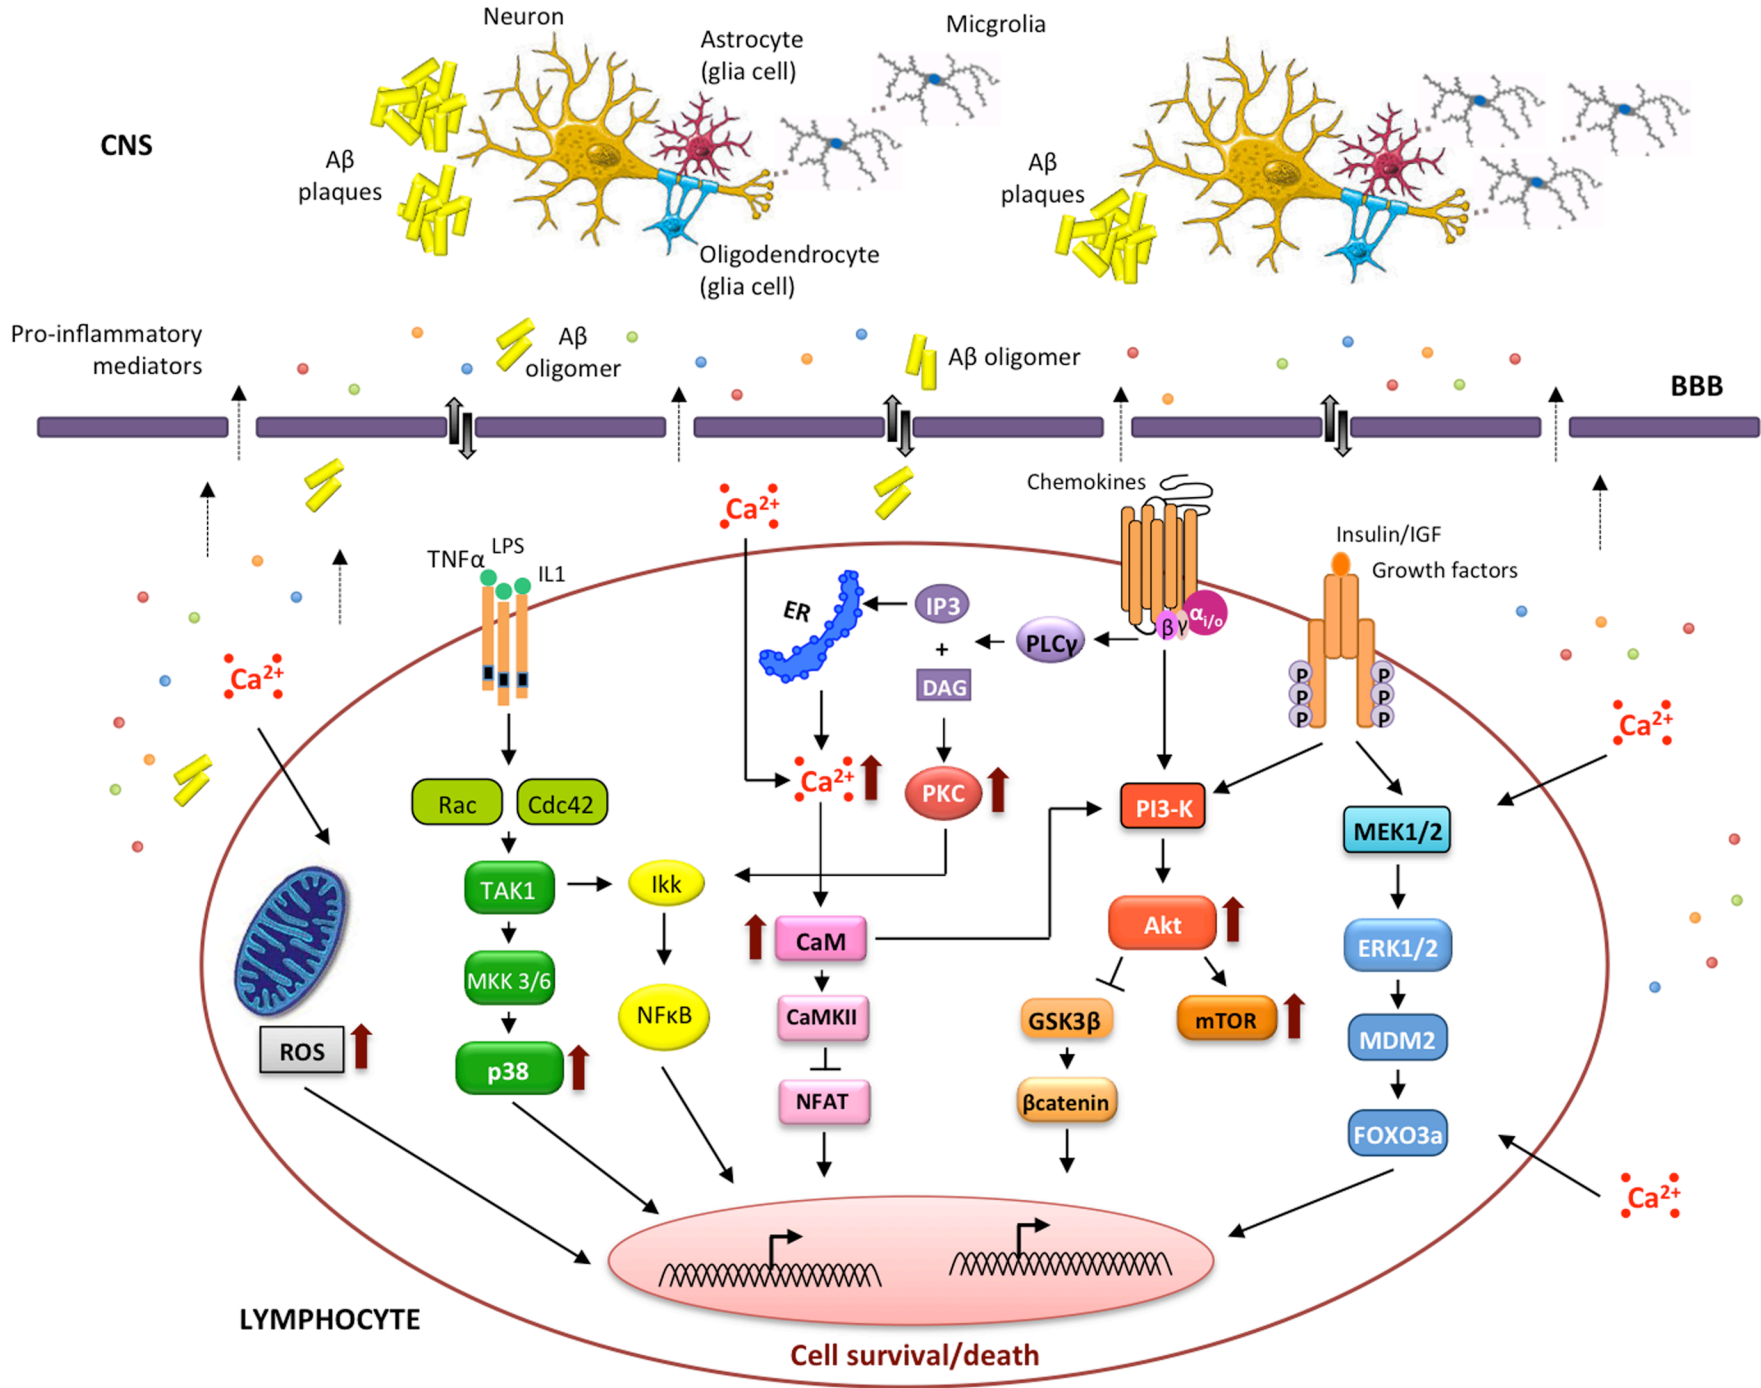 Neuron
Micgrolia
Astrocyte
(glia cell)
CNS
Aβ
plaques
Aβ
plaques
Oligodendrocyte
(glia cell)
Pro-inflammatory
mediators
Aβ
oligomer
Aβ oligomer
BBB
Chemokines
Ca2+
Insulin/IGF
Growth factors
TNFα
LPS
IL1
ER
IP3
+
DAG
PLCγ
β
γ
αi/o
P
P
P
P
P
P
Ca2+
Ca2+
Ca2+
PKC
Rac
Cdc42
PI3-K
MEK1/2
TAK1
Ikk
CaM
Akt
ERK1/2
MKK 3/6
NFκB
CaMKII
GSK3β
mTOR
MDM2
ROS
p38
NFAT
βcatenin
FOXO3a
Ca2+
LYMPHOCYTE
Cell survival/death